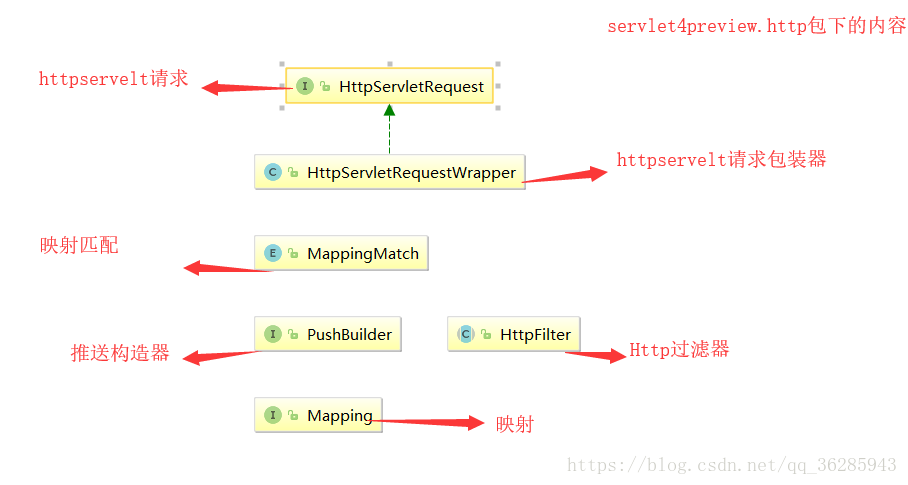 servlet4preview.http包下的内容
httpservelt请求
I HttpServletRequest
C HttpServletRequestWrapper
httpservelt请求包装器
映射匹配
E MappingMatch
I PushBuilder
C HttpFilter
推送构造器
Http过滤器
I Mapping
映射
https://blog.csdn.net/qq_36285943